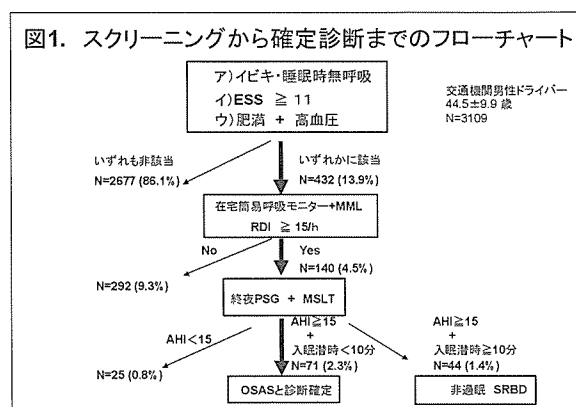 図1. スクリーニングから確定診断までのフローチャート
ア)イビキ・睡眠時無呼吸
イ)ESS ≧ 11
ウ)肥満 + 高血圧
交通機関男性ドライバー
44.5±9.9 歳
N=3109
いずれも非該当
N=2677 (86.1%)
いずれかに該当
N=432 (13.9%)
在宅簡易呼吸モニター+MML
RDI ≧ 15/h
No
N=292 (9.3%)
Yes
N=140 (4.5%)
終夜PSG + MSLT
AHI<15
N=25 (0.8%)
AHI≧15
+
入眠潜時<10分
N=71 (2.3%)
AHI≧15
+
入眠潜時≧10分
N=44 (1.4%)
OSASと診断確定
非過眠 SRBD